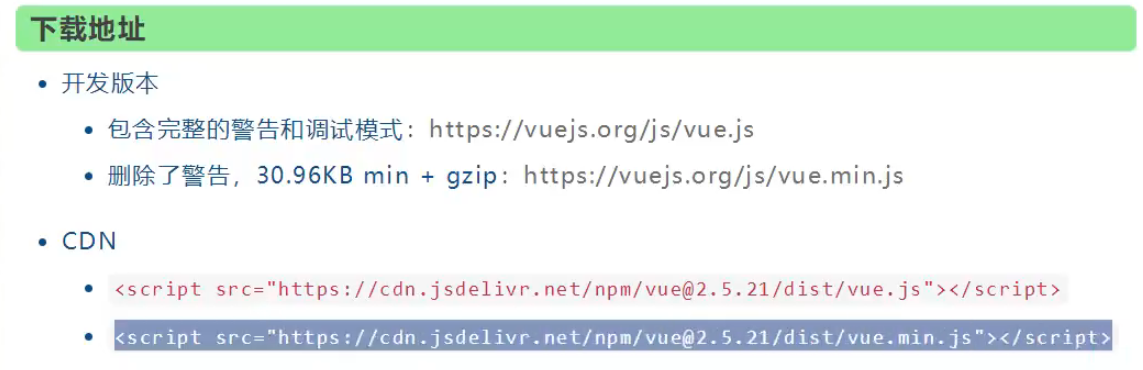 下载地址
开发版本
包含完整的警告和调试模式：https://vuejs.org/js/vue.js
删除了警告，30.96KB min + gzip：https://vuejs.org/js/vue.min.js
CDN
<script src="https://cdn.jsdelivr.net/npm/vue@2.5.21/dist/vue.js"></script>
<script src="https://cdn.jsdelivr.net/npm/vue@2.5.21/dist/vue.min.js"></script>